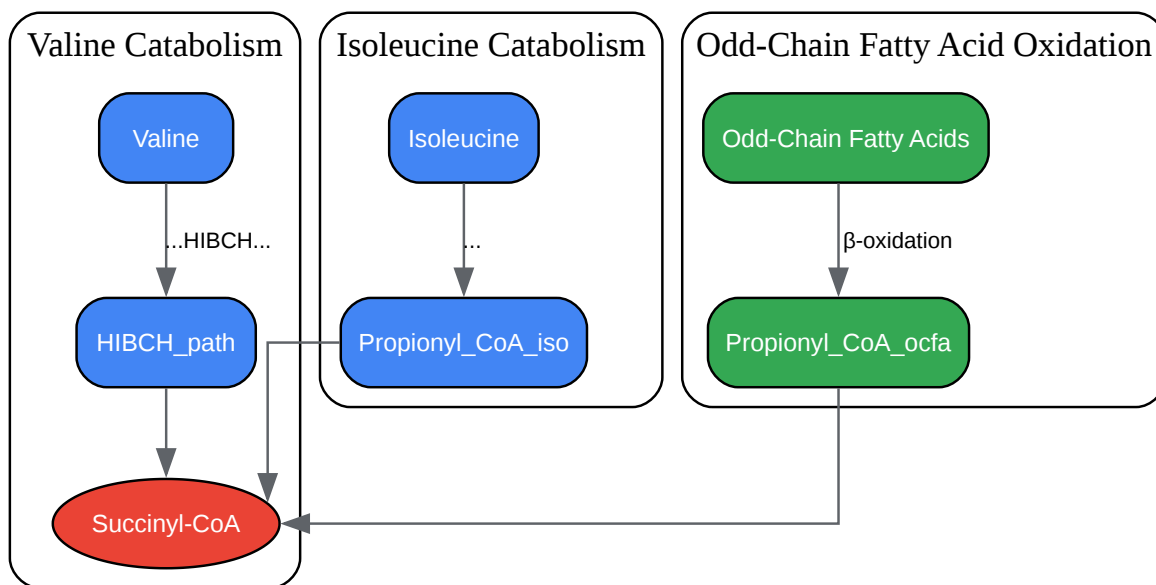 Valine Catabolism
Isoleucine Catabolism
Odd-Chain Fatty Acid Oxidation
Valine
Isoleucine
Odd-Chain Fatty Acids
...HIBCH...
...
β-oxidation
HIBCH_path
Propionyl_CoA_iso
Propionyl_CoA_ocfa
Succinyl-CoA